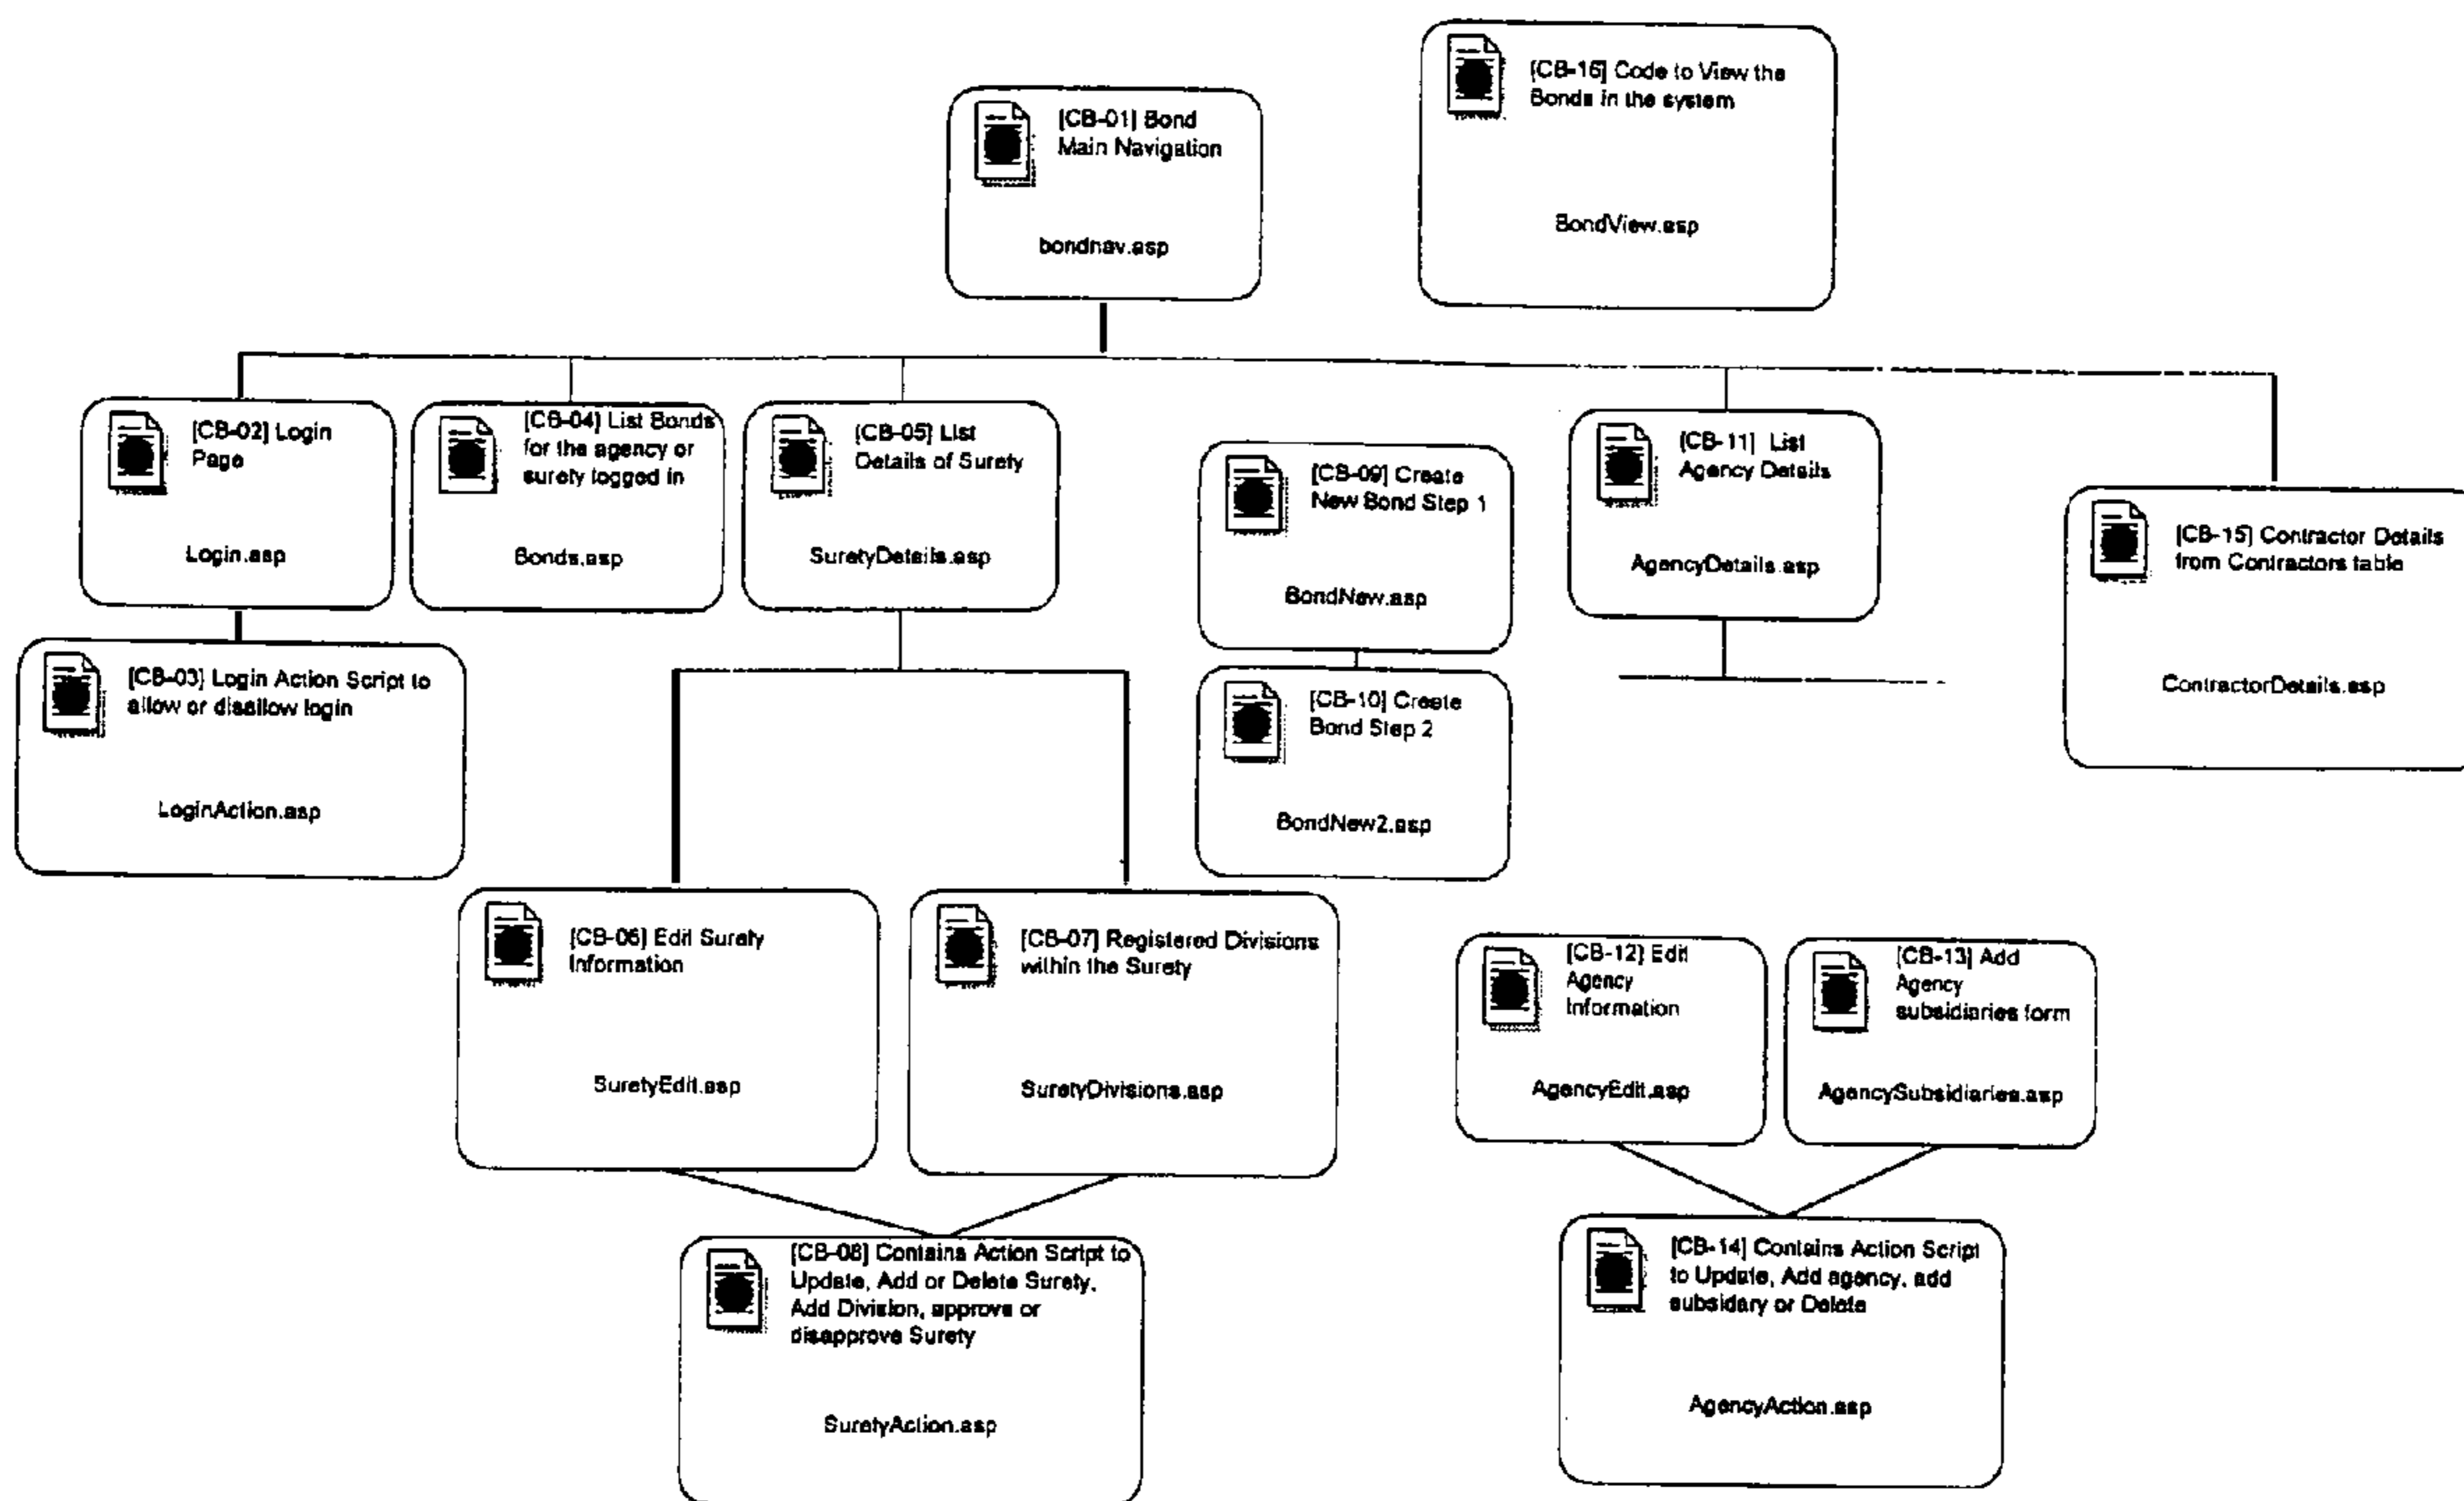 [CB-16] Code to View the
Bonds in the system
BondView.asp
[CB-01] Bond
Main Navigation
bondnav.asp
[CB-02] Login
Page
Login.asp
[CB-04] List Bonds
for the agency or
surety logged in
Bonds.asp
[CB-05] List
Details of Surety
SuretyDetails.asp
[CB-09] Create
New Bond Step 1
BondNew.asp
[CB-11] List
Agency Details
AgencyDetails.asp
[CB-15] Contractor Details
from Contractors table
ContractorDetails.asp
[CB-03] Login Action Script to
allow or disallow login
LoginAction.asp
[CB-10] Create
Bond Step 2
BondNew2.asp
[CB-06] Edit Surety
Information
SuretyEdit.asp
[CB-07] Registered Divisions
within the Surety
SuretyDivisions.asp
[CB-12] Edit
Agency
Information
AgencyEdit.asp
[CB-13] Add
Agency
subsidiaries form
AgencySubsidiaries.asp
[CB-08] Contains Action Script to
Update, Add or Delete Surety,
Add Division, approve or
disapprove Surety
SuretyAction.asp
[CB-14] Contains Action Script
to Update, Add agency, add
subsidary or Delete
AgencyAction.asp